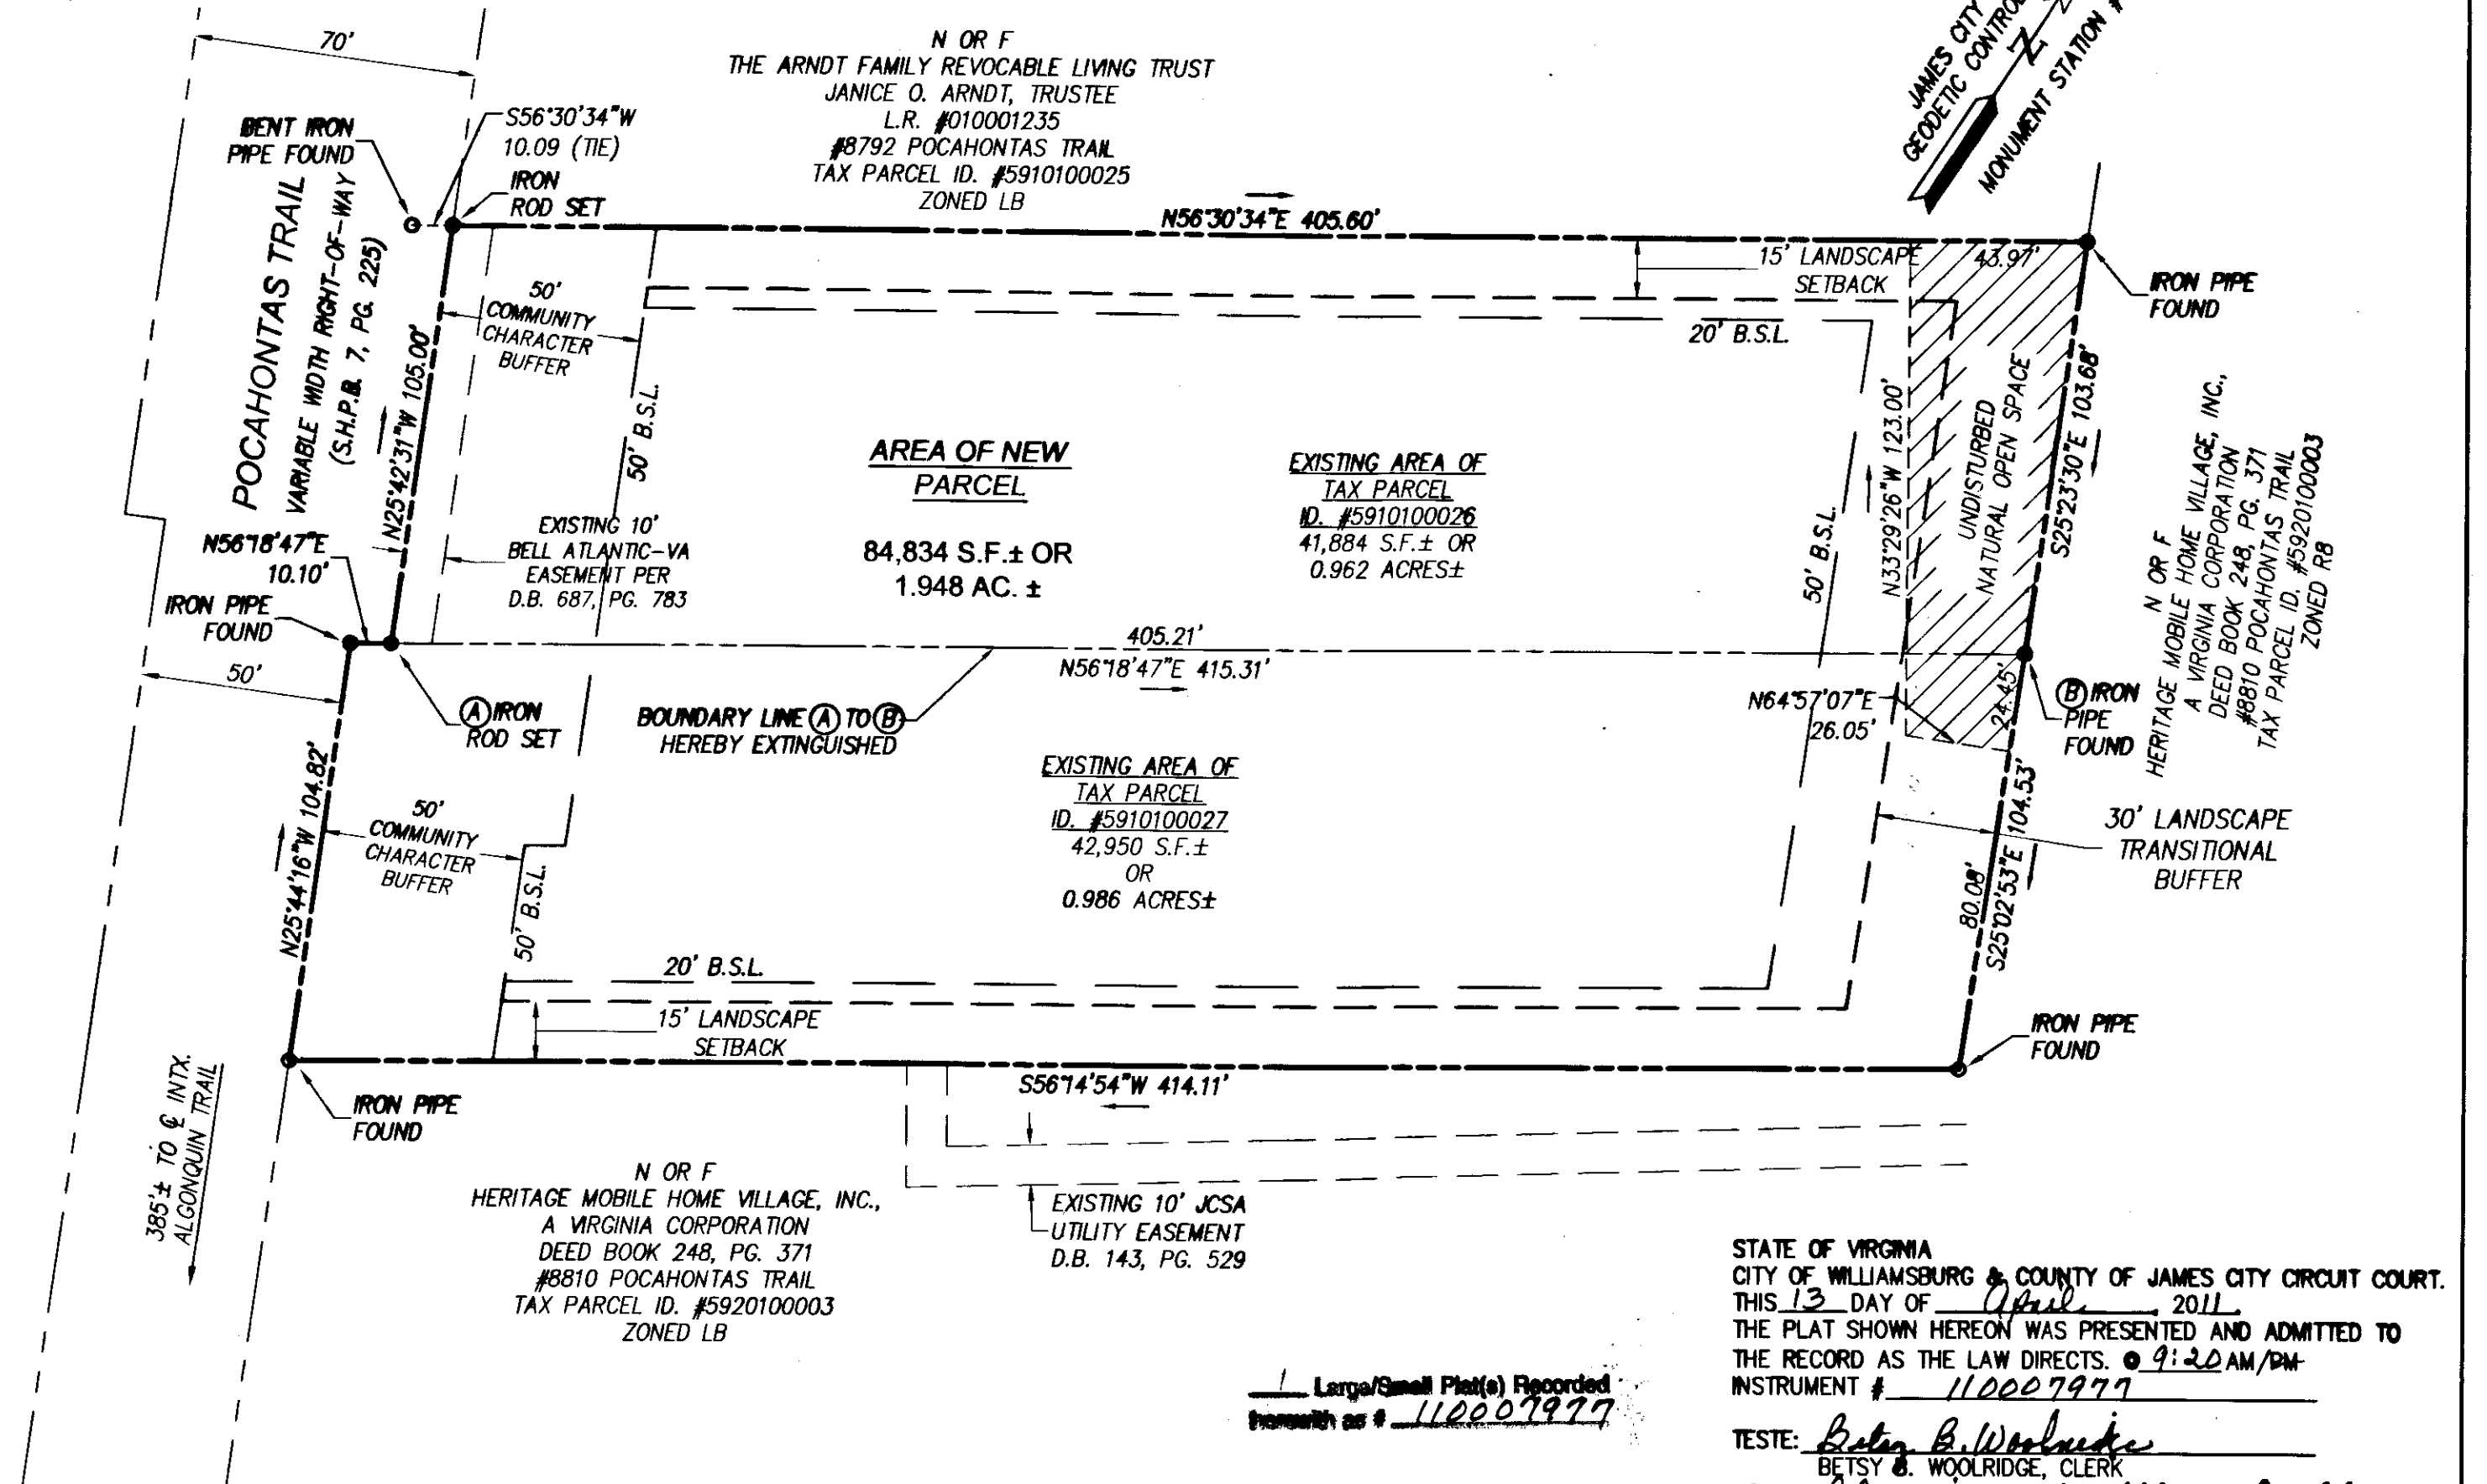 70'
N OR F
THE ARNDT FAMILY REVOCABLE LIVING TRUST
JANICE O. ARNDT, TRUSTEE
L.R. #010001235
#8792 POCAHONTAS TRAIL
TAX PARCEL ID. #5910100025
ZONED LB
JAMES CITY
GEODETIC CONTROL
MONUMENT STATION #
N
BENT IRON
PIPE FOUND
S56°30'34"W
10.09 (TIE)
IRON
ROD SET
N56°30'34"E 405.60'
15' LANDSCAPE
SETBACK
43.97'
IRON PIPE
FOUND
POCAHONTAS TRAIL
VARIABLE WIDTH RIGHT-OF-WAY
(S.H.P.B. 7, PG. 225)
N25°42'31"W 105.00'
50'
COMMUNITY
CHARACTER
BUFFER
50' B.S.L.
20' B.S.L.
AREA OF NEW
PARCEL
84,834 S.F.± OR
1.948 AC. ±
EXISTING AREA OF
TAX PARCEL
ID. #5910100026
41,884 S.F.± OR
0.962 ACRES±
50' B.S.L.
N33°29'26"W 123.00'
UNDISTURBED
NATURAL OPEN SPACE
S25°23'30"E 103.68'
N OR F
HERITAGE MOBILE HOME VILLAGE, INC.,
A VIRGINIA CORPORATION
DEED BOOK 248, PG. 371
#8810 POCAHONTAS TRAIL
TAX PARCEL ID. #5920100003
ZONED R8
EXISTING 10'
BELL ATLANTIC-VA
EASEMENT PER
D.B. 687, PG. 783
N56°18'47"E
10.10'
IRON PIPE
FOUND
50'
A IRON
ROD SET
405.21'
N56°18'47"E 415.31'
BOUNDARY LINE A TO B
HEREBY EXTINGUISHED
N64°57'07"E
26.05'
24.45'
B IRON
PIPE
FOUND
EXISTING AREA OF
TAX PARCEL
ID. #5910100027
42,950 S.F.±
OR
0.986 ACRES±
N25°44'16"W 104.82'
50'
COMMUNITY
CHARACTER
BUFFER
50' B.S.L.
30' LANDSCAPE
TRANSITIONAL
BUFFER
80.08'
S25°02'53"E 104.53'
20' B.S.L.
15' LANDSCAPE
SETBACK
IRON PIPE
FOUND
S56°14'54"W 414.11'
IRON PIPE
FOUND
385'± TO ℄ INTX.
ALGONQUIN TRAIL
N OR F
HERITAGE MOBILE HOME VILLAGE, INC.,
A VIRGINIA CORPORATION
DEED BOOK 248, PG. 371
#8810 POCAHONTAS TRAIL
TAX PARCEL ID. #5920100003
ZONED LB
EXISTING 10' JCSA
UTILITY EASEMENT
D.B. 143, PG. 529
1 Large/Small Plat(s) Recorded
herewith as # 110007977
STATE OF VIRGINIA
CITY OF WILLIAMSBURG & COUNTY OF JAMES CITY CIRCUIT COURT.
THIS 13 DAY OF April, 2011.
THE PLAT SHOWN HEREON WAS PRESENTED AND ADMITTED TO
THE RECORD AS THE LAW DIRECTS. @ 9:20 AM/PM
INSTRUMENT # 110007977
TESTE: Betsy B. Woolridge
BETSY B. WOOLRIDGE, CLERK